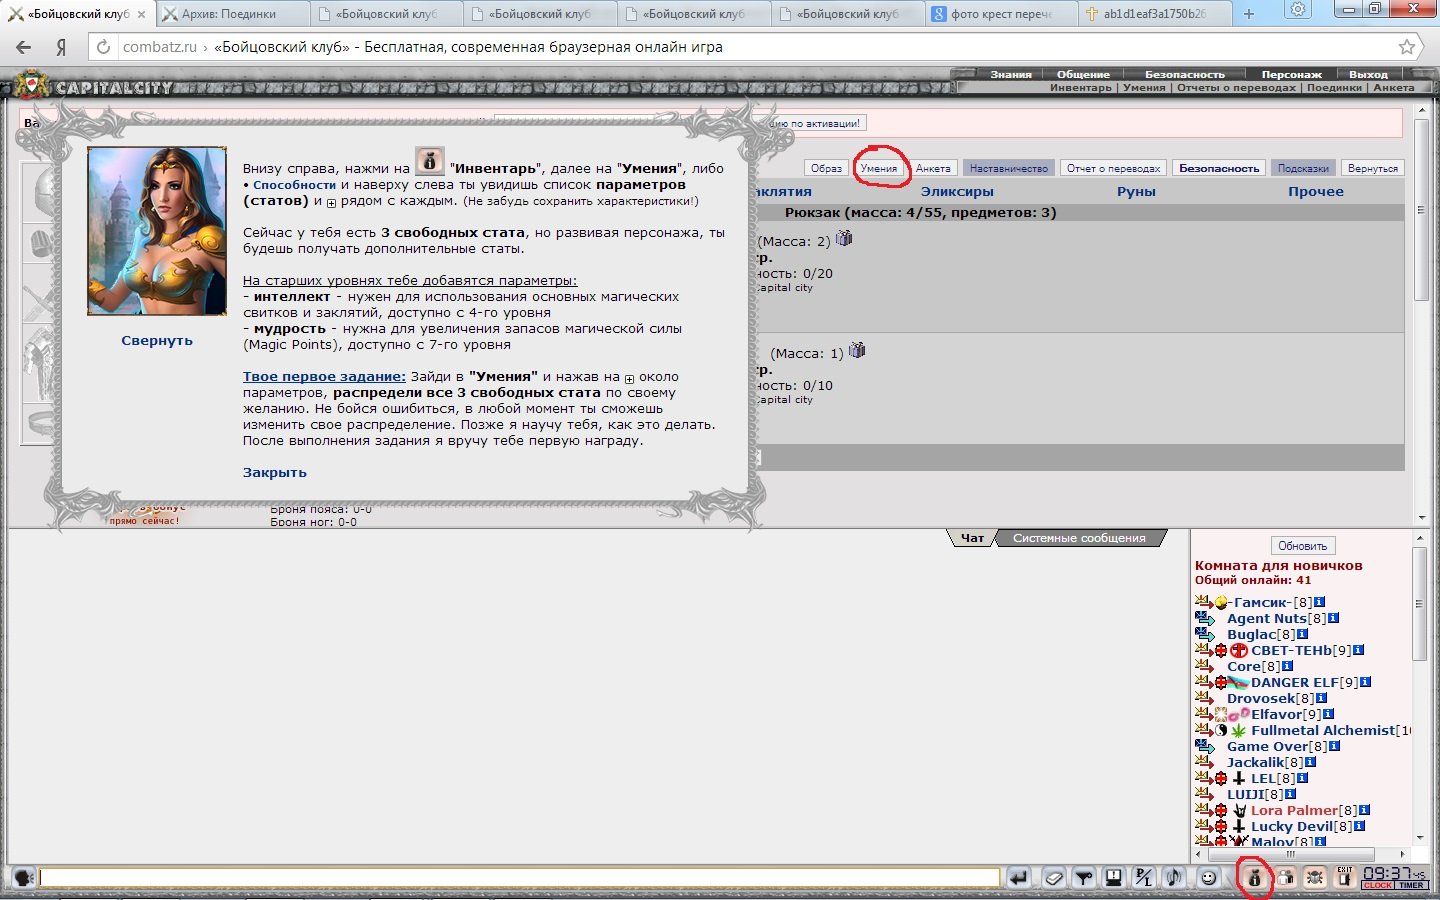 «Бойцовский клуб
Архив: Поединки
«Бойцовский клуб
«Бойцовский клуб
«Бойцовский клуб
«Бойцовский клуб
фото крест перече
ab1d1eaf3a1750b26
Я
combatz.ru › «Бойцовский клуб» - Бесплатная, современная браузерная онлайн игра
CAPITALCITY
Знания Общение Безопасность Персонаж Выход
Инвентарь | Умения | Отчеты о переводах | Поединки | Анкета
Ва
цию по активации!
Образ Умения Анкета Наставничество Отчет о переводах Безопасность Подсказки Вернуться
аклятия Эликсиры Руны Прочее
Рюкзак (масса: 4/55, предметов: 3)
(Масса: 2)
кр.
ность: 0/20
Capital city
(Масса: 1)
кр.
ность: 0/10
Capital city
Внизу справа, нажми на "Инвентарь", далее на "Умения", либо
• Способности и наверху слева ты увидишь список параметров
(статов) и + рядом с каждым. (Не забудь сохранить характеристики!)
Сейчас у тебя есть 3 свободных стата, но развивая персонажа, ты
будешь получать дополнительные статы.
На старших уровнях тебе добавятся параметры:
- интеллект - нужен для использования основных магических
свитков и заклятий, доступно с 4-го уровня
- мудрость - нужна для увеличения запасов магической силы
(Magic Points), доступно с 7-го уровня
Свернуть
Твое первое задание: Зайди в "Умения" и нажав на + около
параметров, распредели все 3 свободных стата по своему
желанию. Не бойся ошибиться, в любой момент ты сможешь
изменить свое распределение. Позже я научу тебя, как это делать.
После выполнения задания я вручу тебе первую награду.
Закрыть
прямо сейчас!
Броня пояса: 0-0
Броня ног: 0-0
Чат Системные сообщения
Обновить
Комната для новичков
Общий онлайн: 41
-Гамсик-[8]
Agent Nuts[8]
Buglac[8]
СВЕТ-ТЕНЬ[9]
Core[8]
DANGER ELF[9]
Drovosek[8]
Elfavor[9]
Fullmetal Alchemist[10
Game Over[8]
Jackalik[8]
LEL[8]
LUIJI[8]
Lora Palmer[8]
Lucky Devil[8]
Malov[8]
P/L
EXIT
09:37 45
CLOCK TIMER